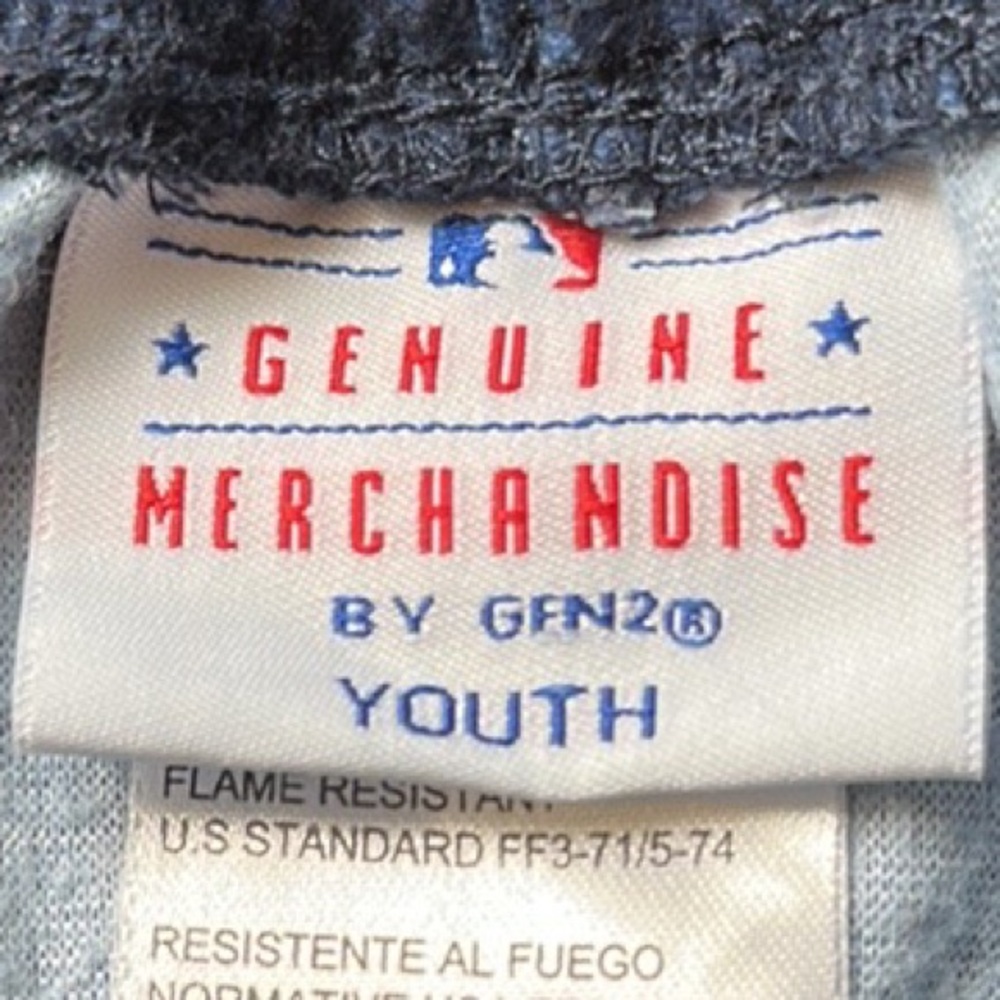 GENUINE
MERCHANDISE
BY GEN2®
YOUTH
FLAME RESISTANT
U.S STANDARD FF3-71/5-74
RESISTENTE AL FUEGO